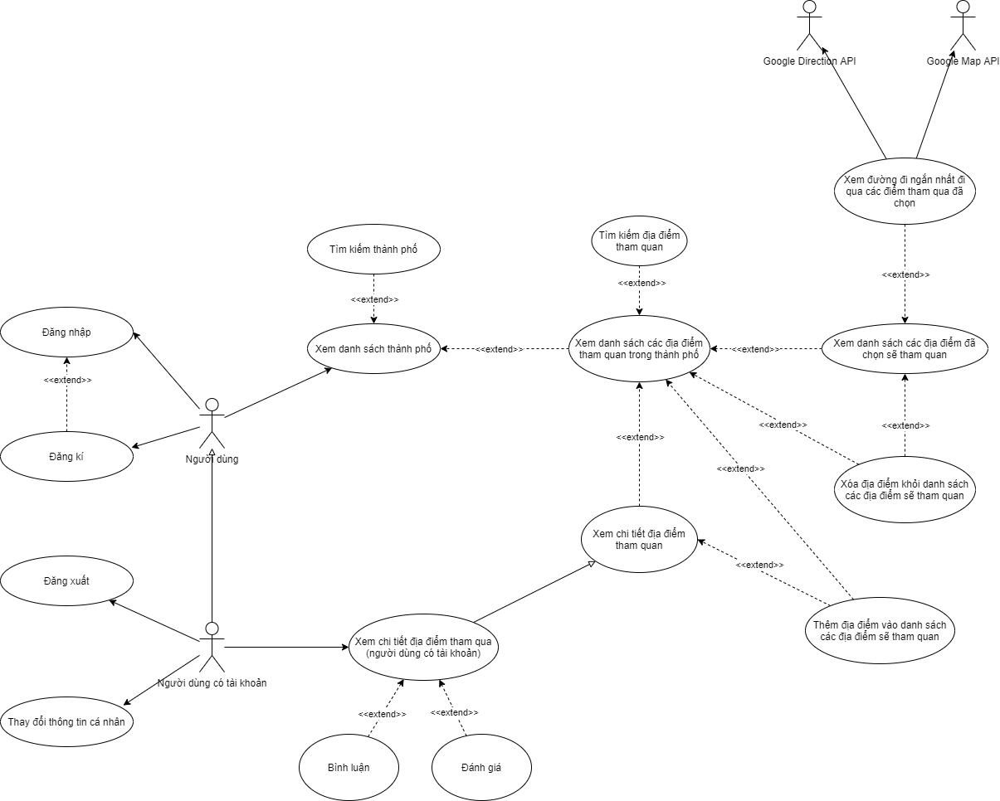 Google Direction API
Google Map API
Xem đường đi ngắn nhất đi
qua các điểm tham qua đã
chọn
Tìm kiếm thành phố
Tìm kiếm địa điểm
tham quan
<<extend>>
<<extend>>
<<extend>>
Đăng nhập
Xem danh sách thành phố
<<extend>>
Xem danh sách các địa điểm
tham quan trong thành phố
<<extend>>
Xem danh sách các địa điểm đã
chọn sẽ tham quan
<<extend>>
<<extend>>
<<extend>>
<<extend>>
Đăng kí
Người dùng
<<extend>>
Xóa địa điểm khỏi danh sách
các địa điểm sẽ tham quan
Xem chi tiết địa điểm
tham quan
<<extend>>
Đăng xuất
Thêm địa điểm vào danh sách
các địa điểm sẽ tham quan
Xem chi tiết địa điểm tham qua
(người dùng có tài khoản)
Người dùng có tài khoản
<<extend>>
<<extend>>
Thay đổi thông tin cá nhân
Bình luận
Đánh giá